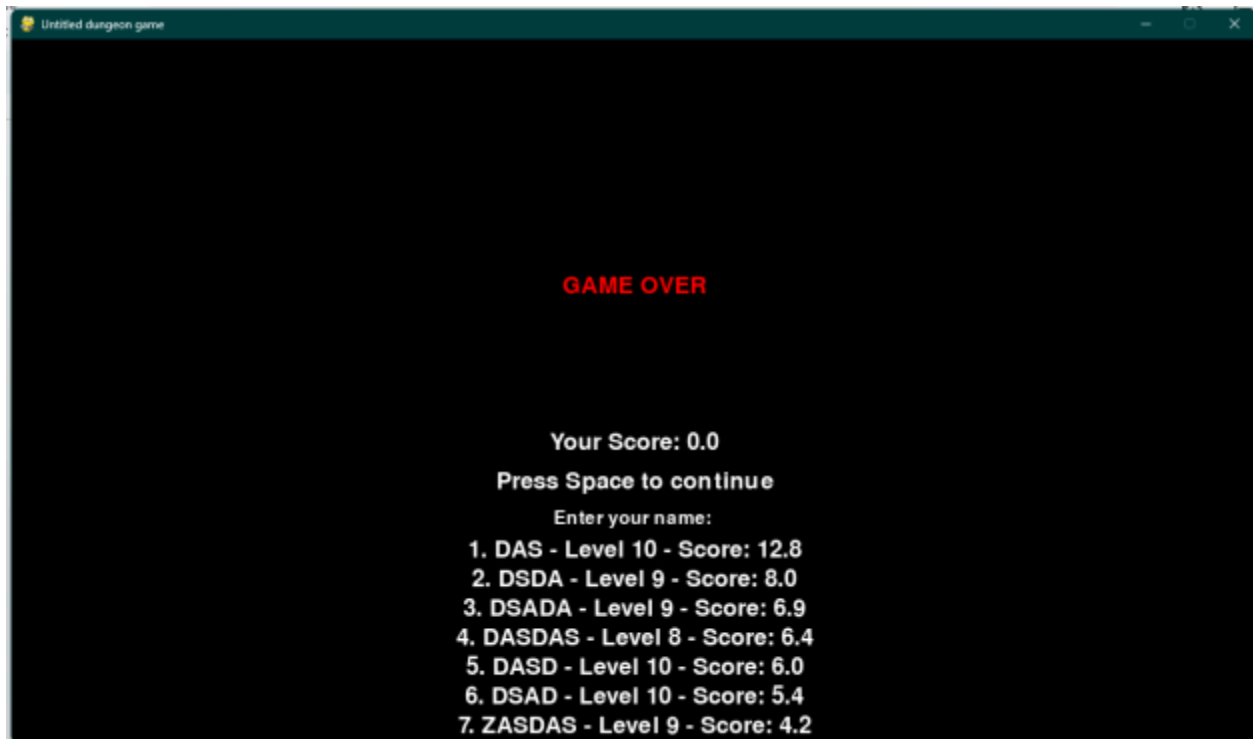 Untitled dungeon game
GAME OVER
Your Score: 0.0
Press Space to continue
Enter your name:
1. DAS - Level 10 - Score: 12.8
2. DSDA - Level 9 - Score: 8.0
3. DSADA - Level 9 - Score: 6.9
4. DASDAS - Level 8 - Score: 6.4
5. DASD - Level 10 - Score: 6.0
6. DSAD - Level 10 - Score: 5.4
7. ZASDAS - Level 9 - Score: 4.2